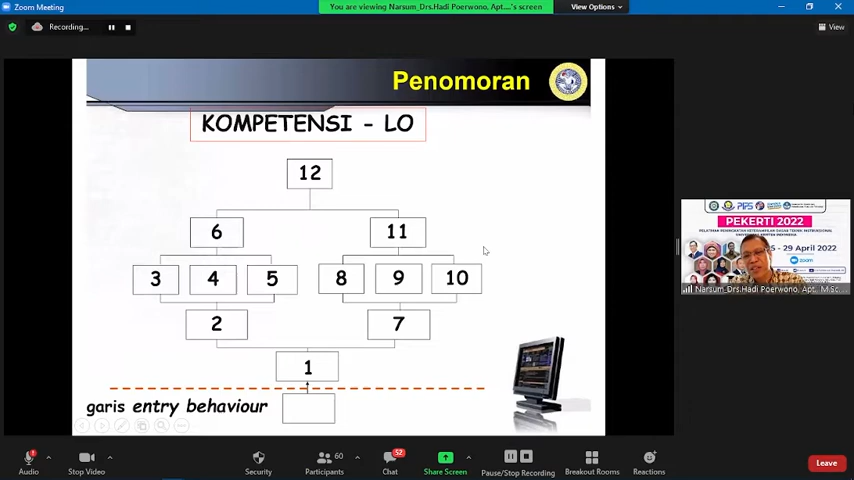 Zoom Meeting
You are viewing Narsum_Drs.Hadi Poerwono, Apt....'s screen
View Options
Recording...
View
Penomoran
KOMPETENSI - LO
12
6 11
3 4 5 8 9 10
2 7
1
garis entry behaviour
PIPS
PEKERTI 2022
- 29 April 2022
zoom
Narsum_Drs.Hadi Poerwono, Apt., M.Sc...
Audio
Stop Video
Security
Participants
60
Chat
52
Share Screen
Pause/Stop Recording
Breakout Rooms
Reactions
Leave